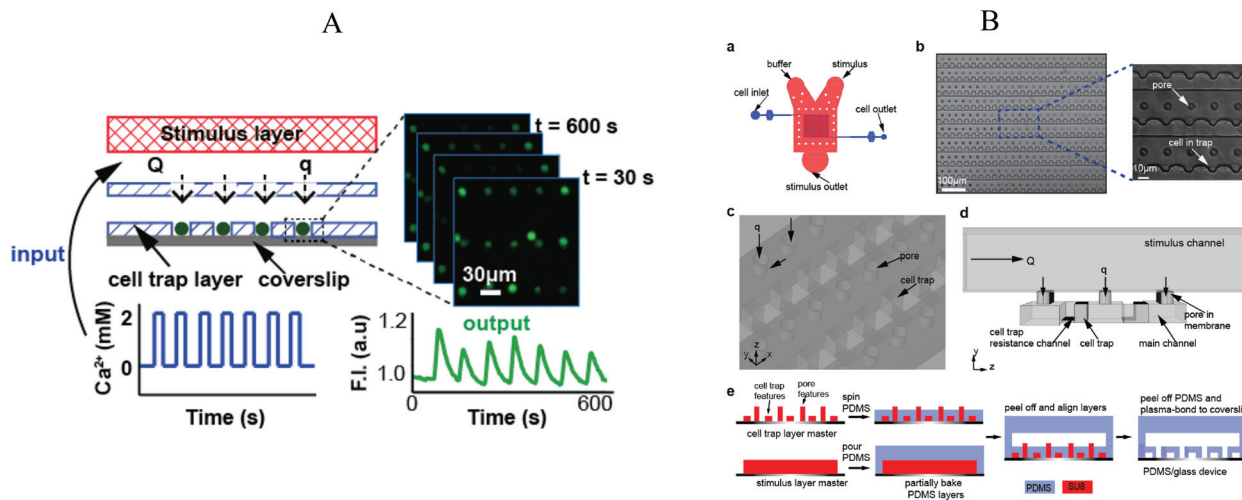 A
Stimulus layer
Q
q
input
cell trap layer
coverslip
t = 600 s
t = 30 s
30µm
Ca²⁺ (mM)
2
0
Time (s)
output
F.I. (a.u)
1.2
1.0
0
600
Time (s)
B
a
buffer
stimulus
cell inlet
cell outlet
stimulus outlet
b
pore
cell in trap
100µm
10µm
c
q
pore
cell trap
z
y
x
d
stimulus channel
Q
q
pore in
membrane
cell trap
resistance channel
cell trap
main channel
y
z
e
cell trap
features
pore
features
cell trap layer master
spin
PDMS
stimulus layer master
pour
PDMS
partially bake
PDMS layers
peel off and align layers
PDMS
SU8
peel off PDMS and
plasma-bond to coversli
PDMS/glass device